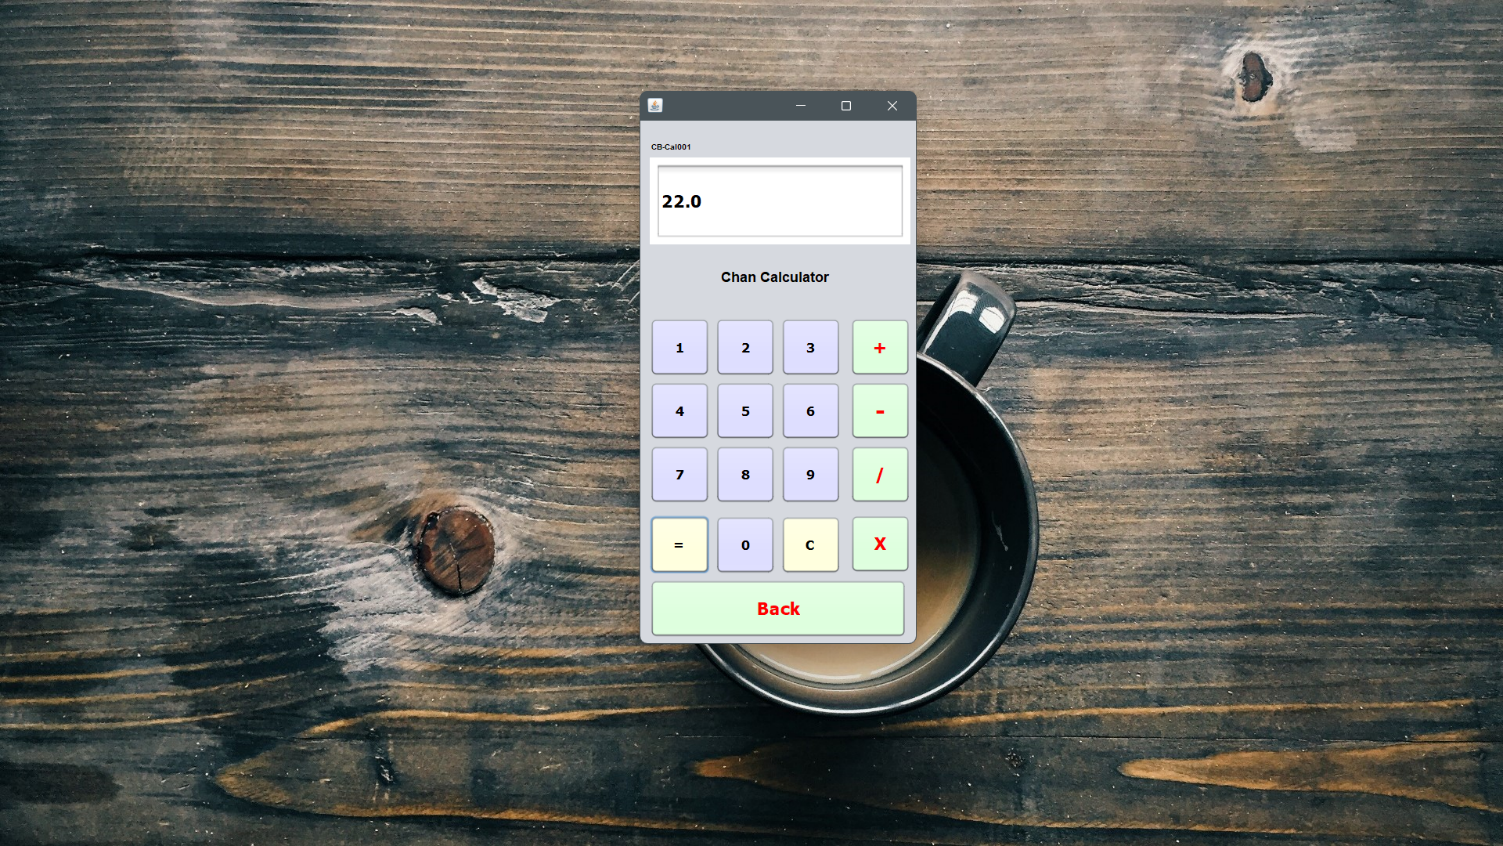 CB-Cal001
22.0
Chan Calculator
1 2 3 +
4 5 6 -
7 8 9 /
= 0 C X
Back